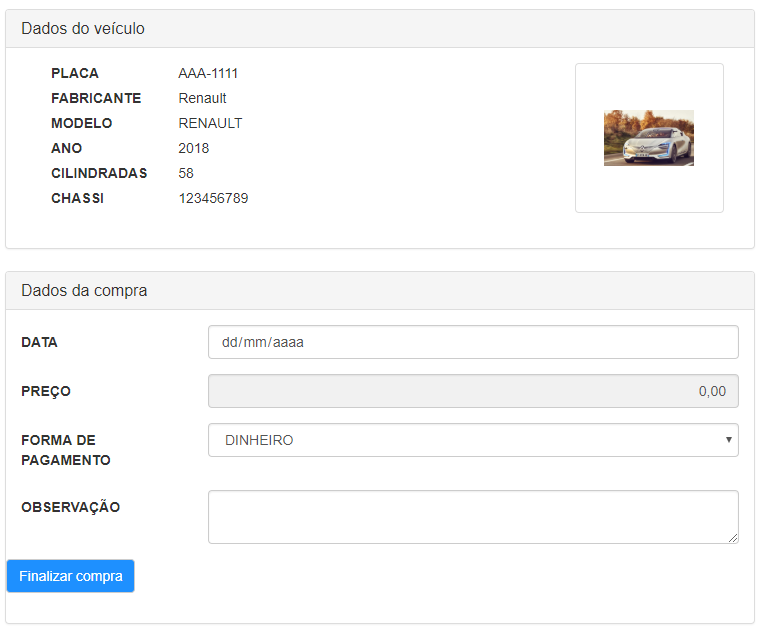 Dados do veículo
PLACA AAA-1111
FABRICANTE Renault
MODELO RENAULT
ANO 2018
CILINDRADAS 58
CHASSI 123456789
Dados da compra
DATA dd/mm/aaaa
PREÇO 0,00
FORMA DE PAGAMENTO DINHEIRO
OBSERVAÇÃO
Finalizar compra